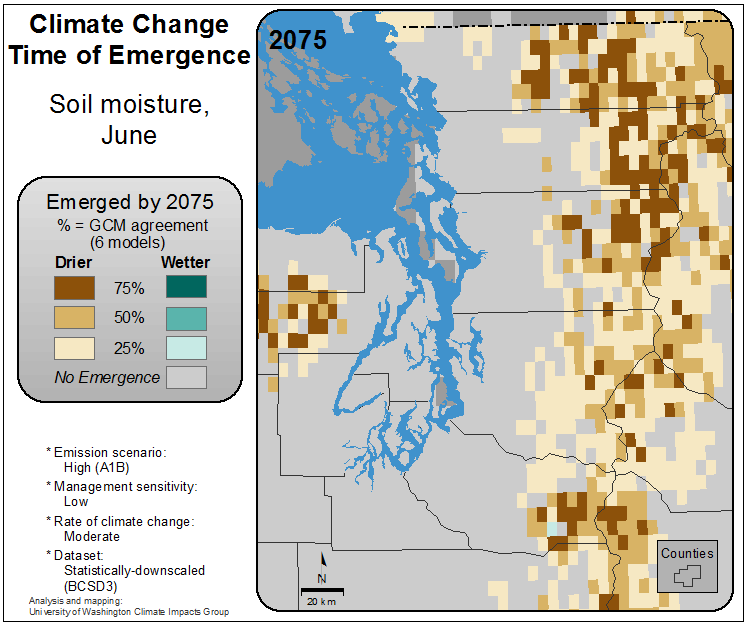 Climate Change
Time of Emergence
Soil moisture,
June
Emerged by 2075
% = GCM agreement
(6 models)
Drier Wetter
75%
50%
25%
No Emergence
* Emission scenario:
High (A1B)
* Management sensitivity:
Low
* Rate of climate change:
Moderate
* Dataset:
Statistically-downscaled
(BCSD3)
Analysis and mapping:
University of Washington Climate Impacts Group
2075
N
20 km
Counties